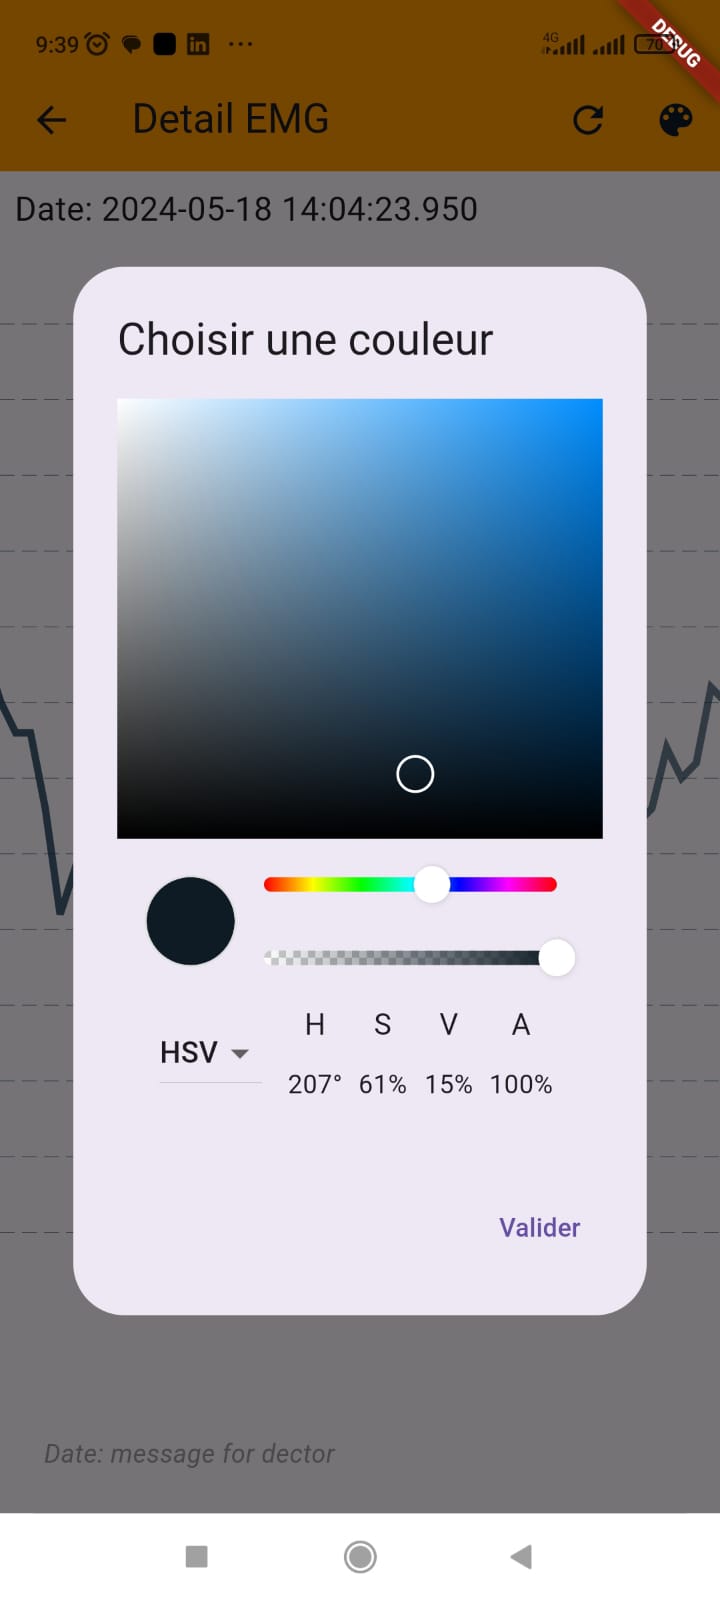 9:39
4G
70
DEBUG
Detail EMG
Date: 2024-05-18 14:04:23.950
Choisir une couleur
H S V A
HSV
207° 61% 15% 100%
Valider
Date: message for dector